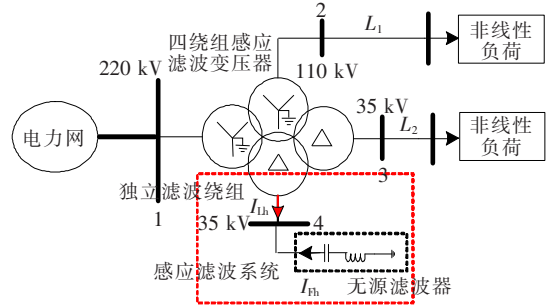 2
L1
非线性
负荷
四绕组感应
滤波变压器
220 kV
110 kV
35 kV
L2
非线性
负荷
电力网
3
独立滤波绕组
1
ILh
35 kV
4
感应滤波系统
IFh
无源滤波器